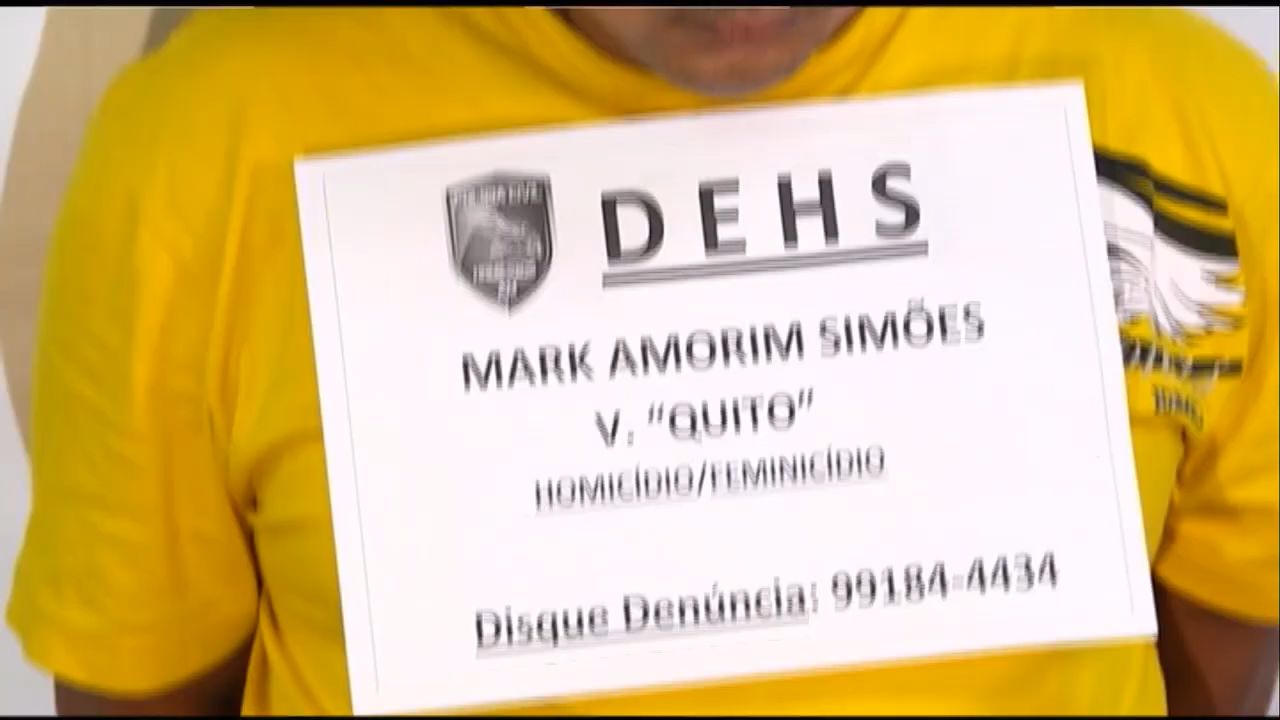 DEHS
MARK AMORIM SIMÕES
V. "QUITO"
HOMICÍDIO/FEMINICÍDIO
Disque Denúncia: 99184-4434